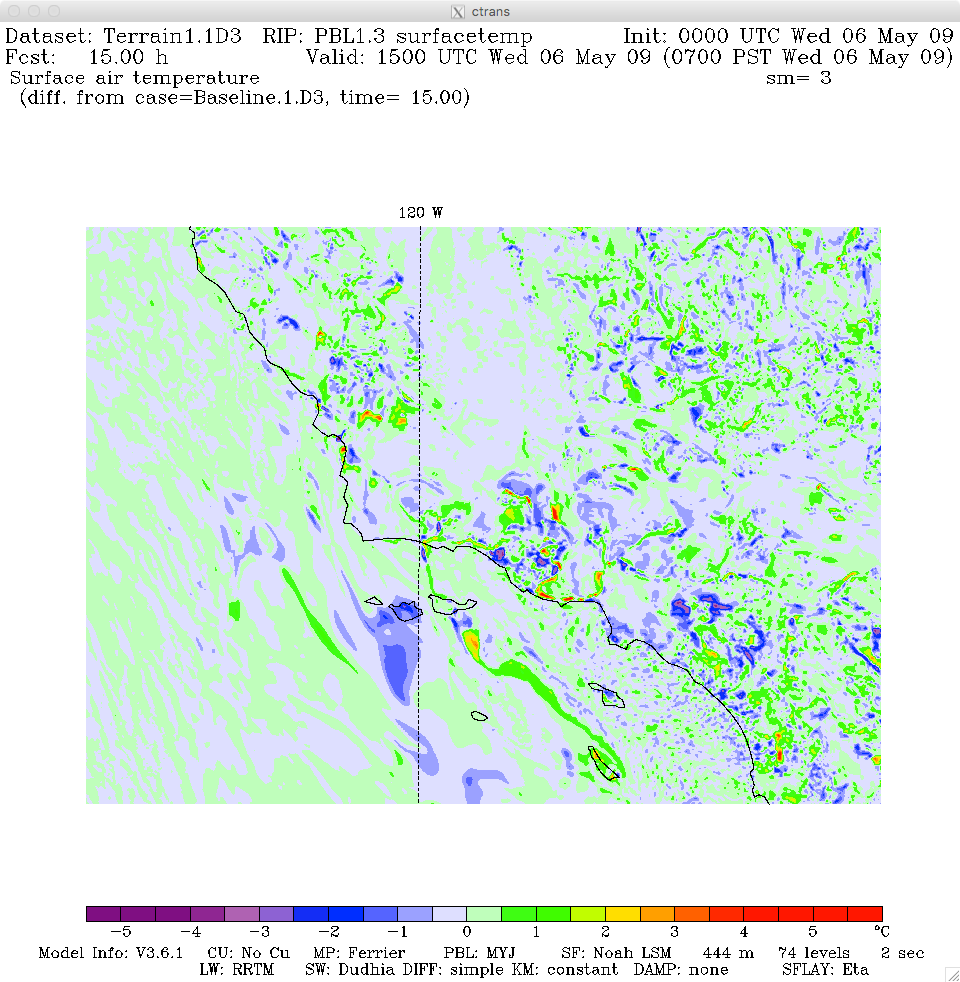 ctrans
Dataset: Terrain1.1D3 RIP: PBL1.3 surfacetemp Init: 0000 UTC Wed 06 May 09
Fcst: 15.00 h Valid: 1500 UTC Wed 06 May 09 (0700 PST Wed 06 May 09)
Surface air temperature sm= 3
(diff. from case=Baseline.1.D3, time= 15.00)
120 W
-5 -4 -3 -2 -1 0 1 2 3 4 5 °C
Model Info: V3.6.1 CU: No Cu MP: Ferrier PBL: MYJ SF: Noah LSM 444 m 74 levels 2 sec
LW: RRTM SW: Dudhia DIFF: simple KM: constant DAMP: none SFLAY: Eta